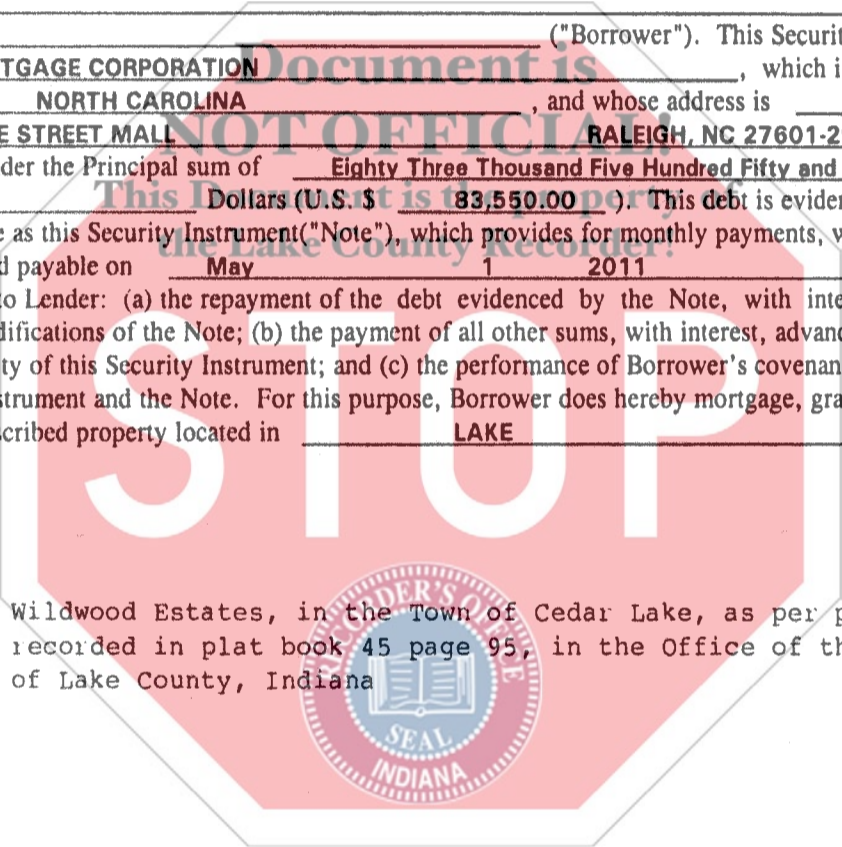 ("Borrower"). This Securit
TGAGE CORPORATION , which i
NORTH CAROLINA , and whose address is
E STREET MALL RALEIGH, NC 27601-2
der the Principal sum of Eighty Three Thousand Five Hundred Fifty and
Dollars (U.S. $ 83,550.00 ). This debt is eviden
e as this Security Instrument("Note"), which provides for monthly payments, w
d payable on May 1 2011
to Lender: (a) the repayment of the debt evidenced by the Note, with inte
difications of the Note; (b) the payment of all other sums, with interest, advanc
ty of this Security Instrument; and (c) the performance of Borrower's covenan
strument and the Note. For this purpose, Borrower does hereby mortgage, gra
scribed property located in LAKE
Document is
NOT OFFICIAL!
This Document is the property of
the Lake County Recorder!
STOP
Wildwood Estates, in the Town of Cedar Lake, as per p
recorded in plat book 45 page 95, in the Office of th
of Lake County, Indiana
RECORDER'S OFFICE
SEAL
INDIANA